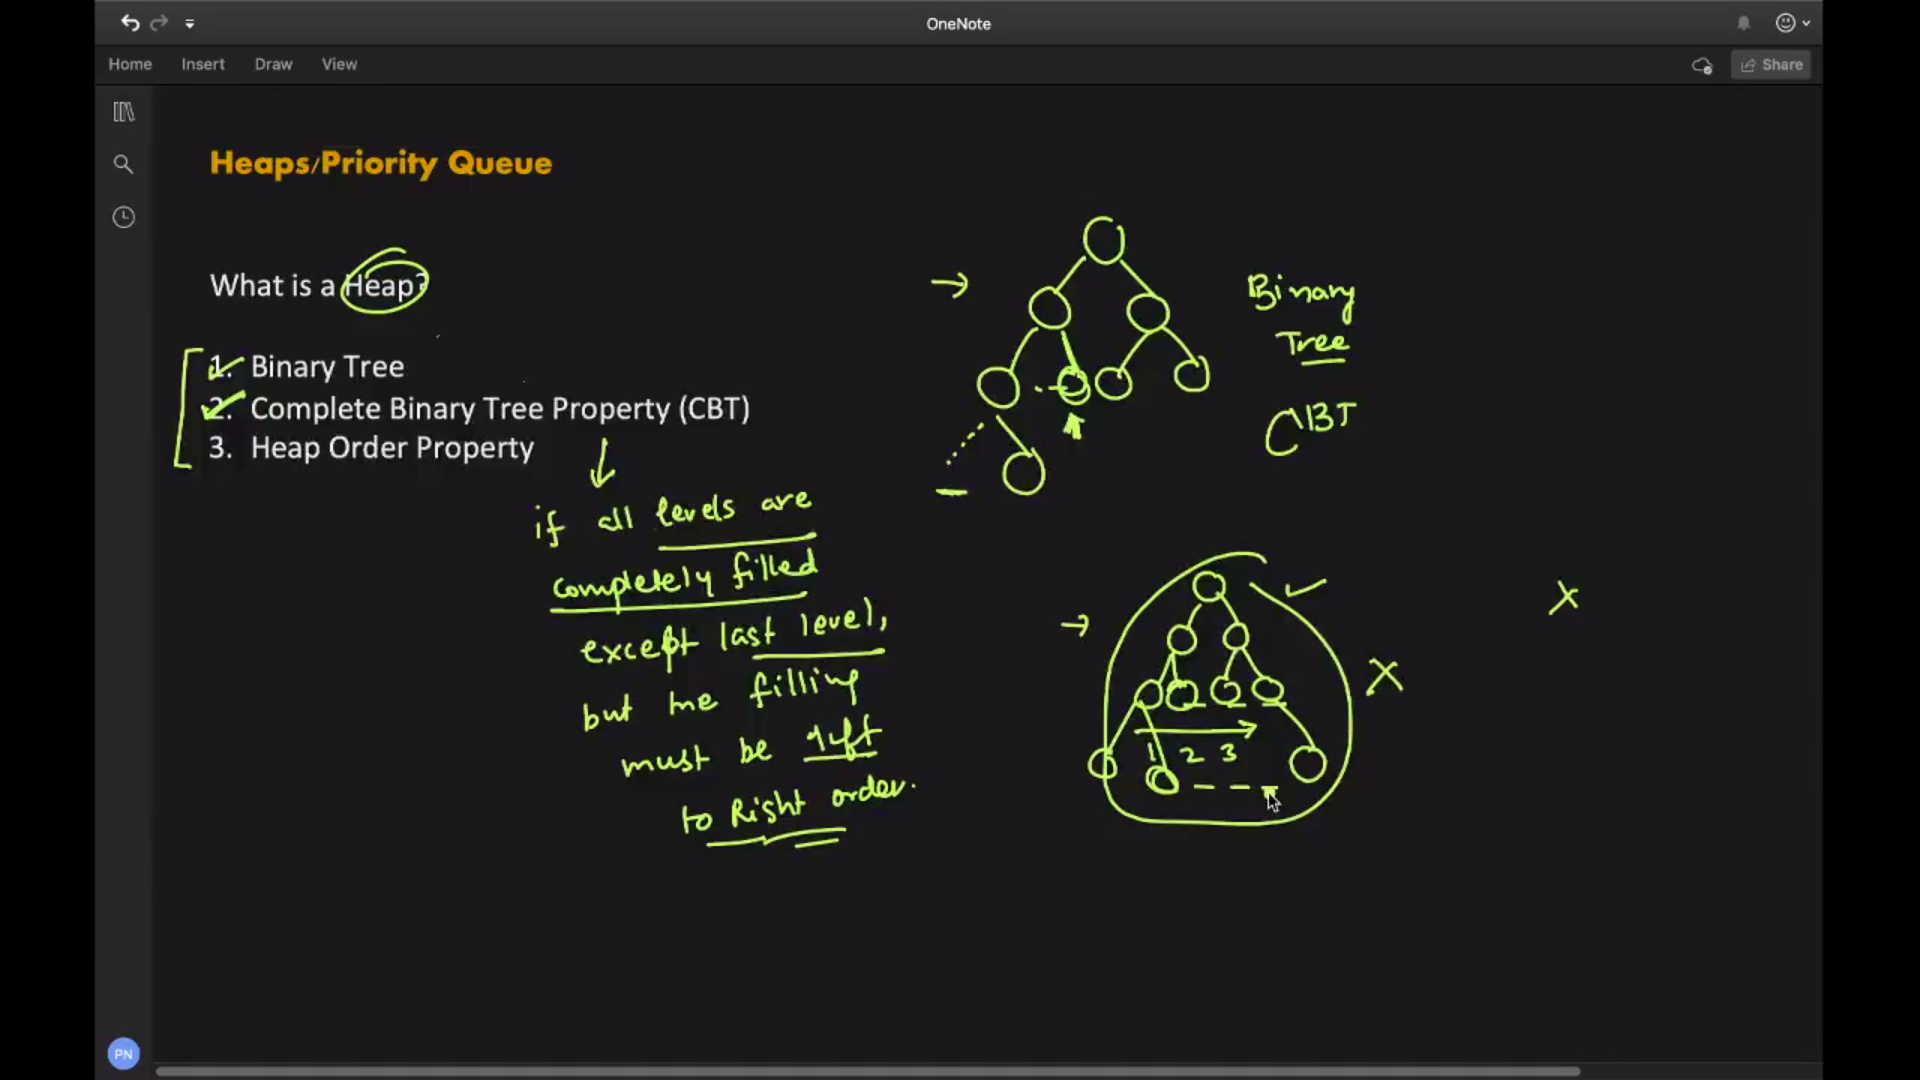 OneNote
Home Insert Draw View
Share
Heaps/Priority Queue
What is a Heap?
1. Binary Tree
2. Complete Binary Tree Property (CBT)
3. Heap Order Property
if all levels are
completely filled
except last level,
but the filling
must be
to Right order.
Binary
Tree
CBT
X
X
1 2 3
PN